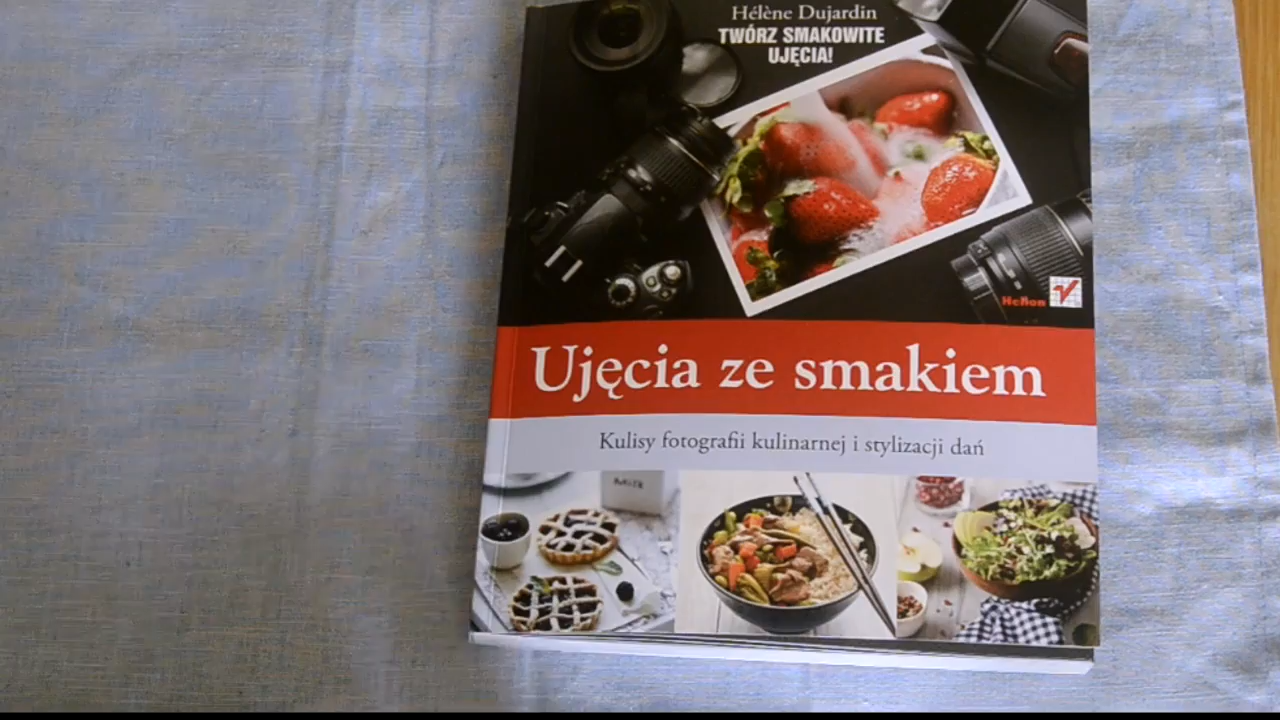 Hélène Dujardin
TWÓRZ SMAKOWITE
UJĘCIA!
Helion
Ujęcia ze smakiem
Kulisy fotografii kulinarnej i stylizacji dań